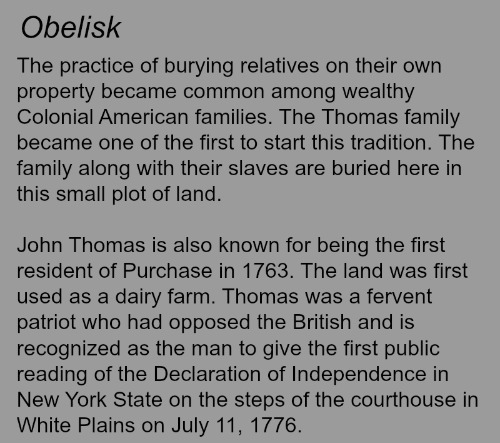 Obelisk
The practice of burying relatives on their own
property became common among wealthy
Colonial American families. The Thomas family
became one of the first to start this tradition. The
family along with their slaves are buried here in
this small plot of land.
John Thomas is also known for being the first
resident of Purchase in 1763. The land was first
used as a dairy farm. Thomas was a fervent
patriot who had opposed the British and is
recognized as the man to give the first public
reading of the Declaration of Independence in
New York State on the steps of the courthouse in
White Plains on July 11, 1776.